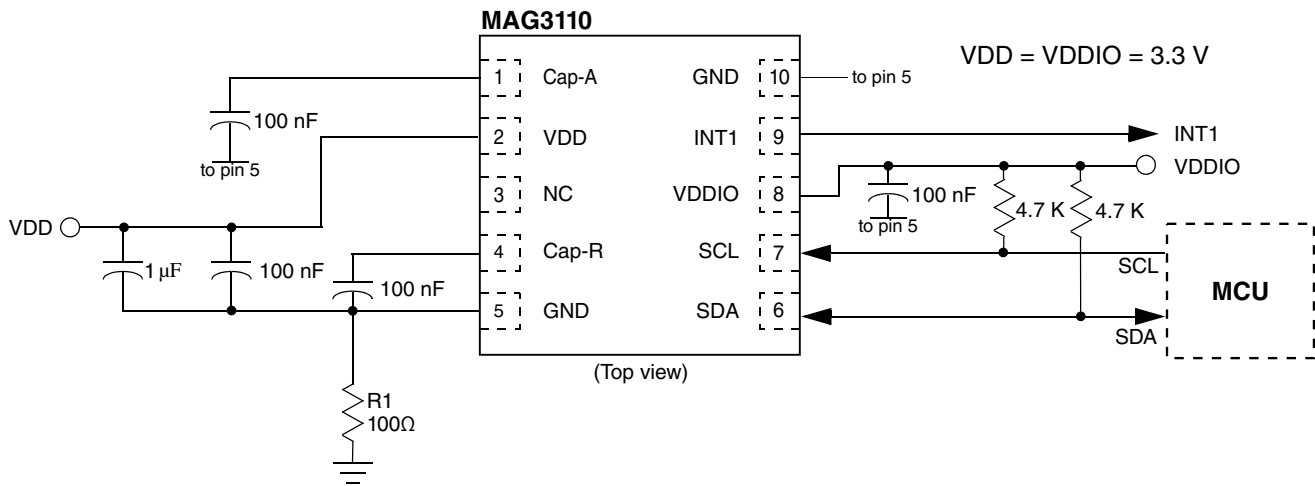 MAG3110
VDD = VDDIO = 3.3 V
1 Cap-A
GND 10
to pin 5
100 nF
to pin 5
2 VDD
INT1 9
INT1
VDDIO
3 NC
VDDIO 8
100 nF
to pin 5
4.7 K
4.7 K
VDD
1 µF
100 nF
4 Cap-R
100 nF
SCL 7
SCL
MCU
5 GND
SDA 6
SDA
(Top view)
R1
100Ω